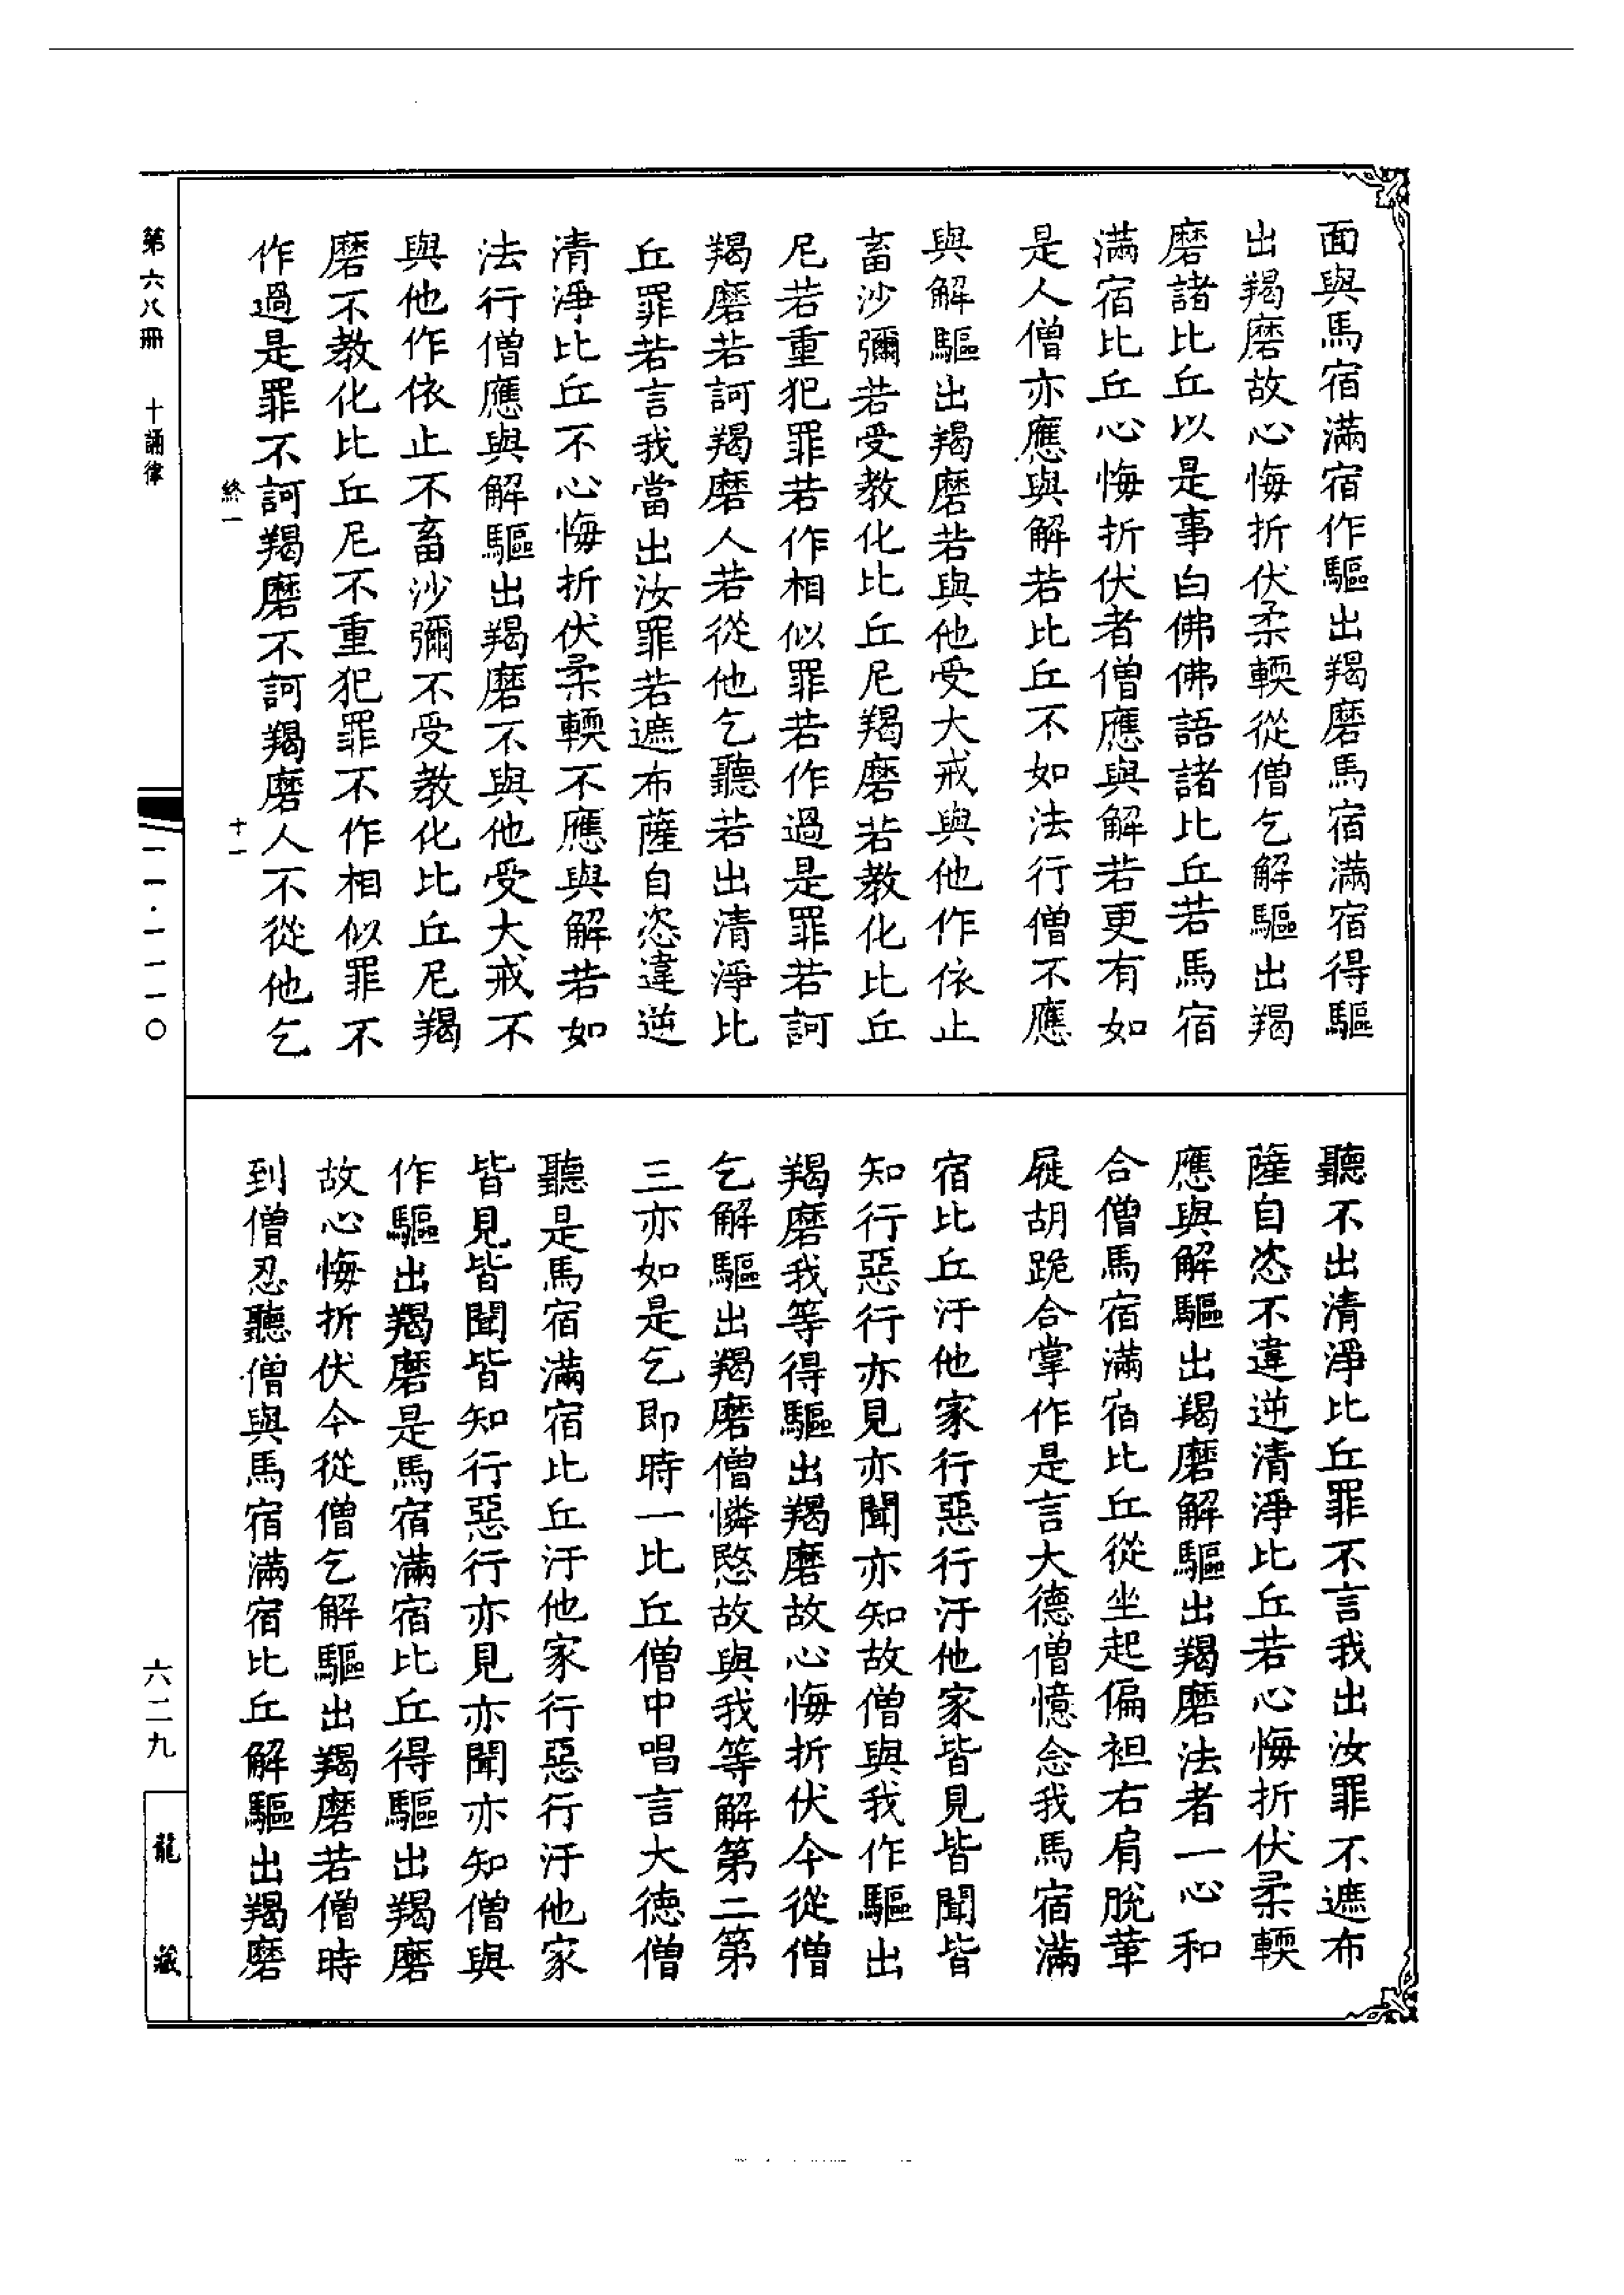 面與馬宿滿宿作驅出羯磨馬宿滿宿得驅
出羯磨故心悔折伏柔輭從僧乞解驅出羯
磨諸比丘以是事白佛佛語諸比丘若馬宿
滿宿比丘心悔折伏者僧應與解若更有如
是人僧亦應與解若比丘不如法行僧不應
與解驅出羯磨若與他受大戒與他作依止
畜沙彌若受教化比丘尼羯磨若教化比丘
尼若重犯罪若作相似罪若作過是罪若訶
羯磨若訶羯磨人若從他乞聽若出清淨比
丘罪若言我當出汝罪若遮布薩自恣違逆
清淨比丘不心悔折伏柔輭不應與解若如
法行僧應與解驅出羯磨不與他受大戒不
與他作依止不畜沙彌不受教化比丘尼羯
磨不教化比丘尼不重犯罪不作相似罪不
作過是罪不訶羯磨不訶羯磨人不從他乞
終一
十一
聽不出清淨比丘罪不言我出汝罪不遮布
薩自恣不違逆清淨比丘若心悔折伏柔輭
應與解驅出羯磨解驅出羯磨法者一心和
合僧馬宿滿宿比丘從坐起偏袒右肩脫革
屣胡跪合掌作是言大德僧憶念我馬宿滿
宿比丘汙他家行惡行汙他家皆見皆聞皆
知行惡行亦見亦聞亦知故僧與我作驅出
羯磨我等得驅出羯磨故心悔折伏今從僧
乞解驅出羯磨僧憐愍故與我等解第二第
三亦如是乞即時一比丘僧中唱言大德僧
聽是馬宿滿宿比丘汙他家行惡行汙他家
皆見皆聞皆知行惡行亦見亦聞亦知僧與
作驅出羯磨是馬宿滿宿比丘得驅出羯磨
故心悔折伏今從僧乞解驅出羯磨若僧時
到僧忍聽僧與馬宿滿宿比丘解驅出羯磨
第六八冊 十誦律
一一·一一一〇
六二九
龍藏